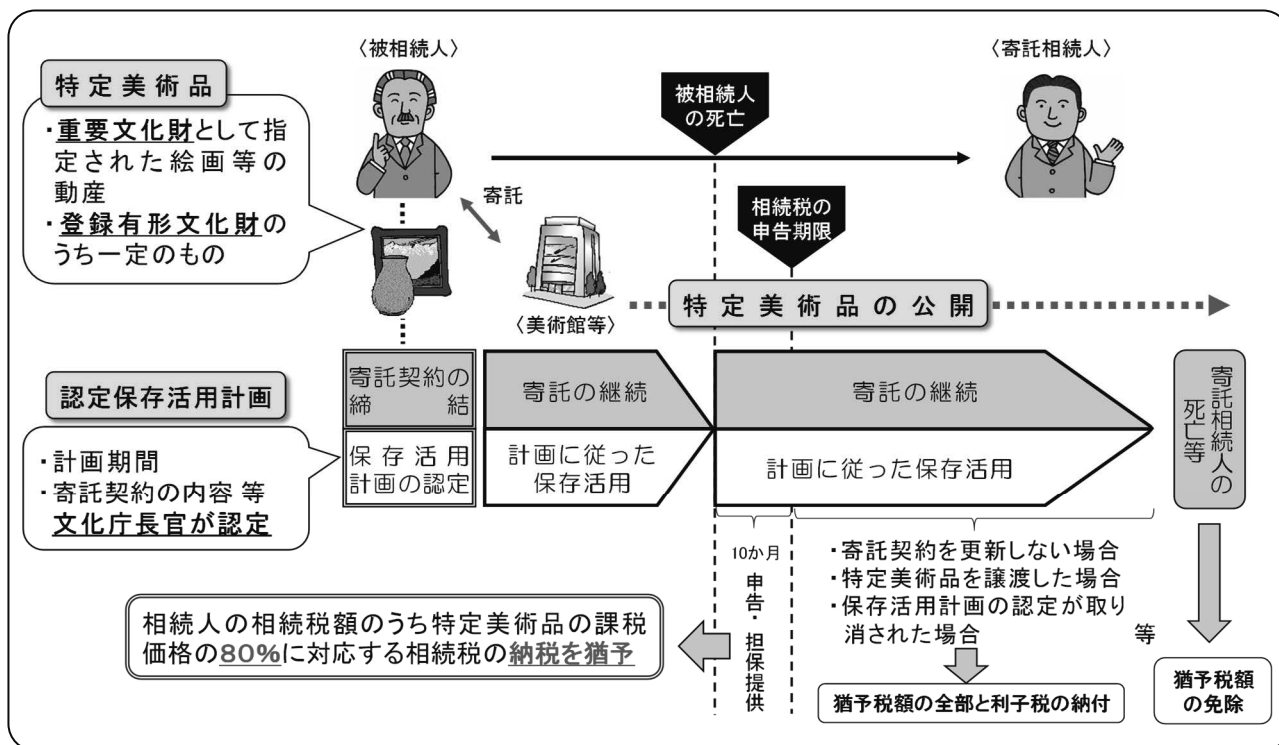 〈被相続人〉
〈寄託相続人〉
特定美術品
・重要文化財として指
定された絵画等の
動産
・登録有形文化財の
うち一定のもの
被相続人
の死亡
寄託
相続税の
申告期限
〈美術館等〉
特定美術品の公開
認定保存活用計画
・計画期間
・寄託契約の内容 等
文化庁長官が認定
寄託契約の
締結
保存活用
計画の認定
寄託の継続
計画に従った
保存活用
寄託の継続
計画に従った保存活用
寄託相続人の
死亡等
10か月
申告・担保提供
・寄託契約を更新しない場合
・特定美術品を譲渡した場合
・保存活用計画の認定が取り
消された場合 等
相続人の相続税額のうち特定美術品の課税
価格の80%に対応する相続税の納税を猶予
猶予税額の全部と利子税の納付
猶予税額
の免除